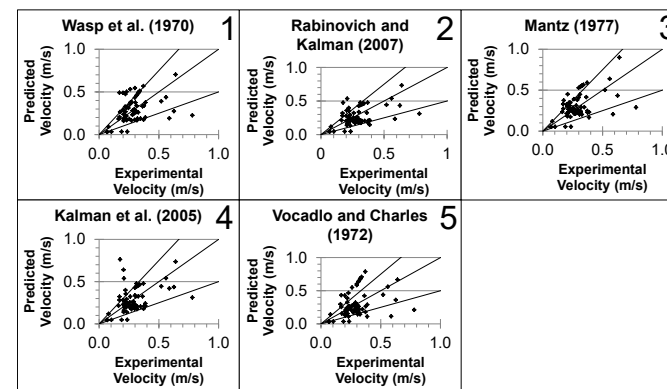 Wasp et al. (1970) 1
Predicted
Velocity (m/s)
1.0
0.5
0.0
0.0 0.5 1.0
Experimental
Velocity (m/s)
Rabinovich and 2
Kalman (2007)
Predicted
Velocity (m/s)
1.0
0.5
0.0
0.0 0.5 1.0
Experimental
Velocity (m/s)
Mantz (1977) 3
Predicted
Velocity (m/s)
1.0
0.5
0.0
0.0 0.5 1.0
Experimental
Velocity (m/s)
Kalman et al. (2005) 4
Predicted
Velocity (m/s)
1.0
0.5
0.0
0.0 0.5 1.0
Experimental
Velocity (m/s)
Vocadlo and Charles 5
(1972)
Predicted
Velocity (m/s)
1.0
0.5
0.0
0.0 0.5 1.0
Experimental
Velocity (m/s)